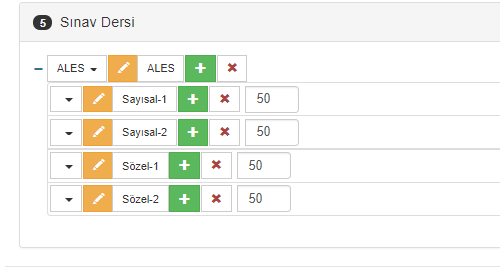 5 Sınav Dersi
ALES ALES
Sayısal-1 50
Sayısal-2 50
Sözel-1 50
Sözel-2 50